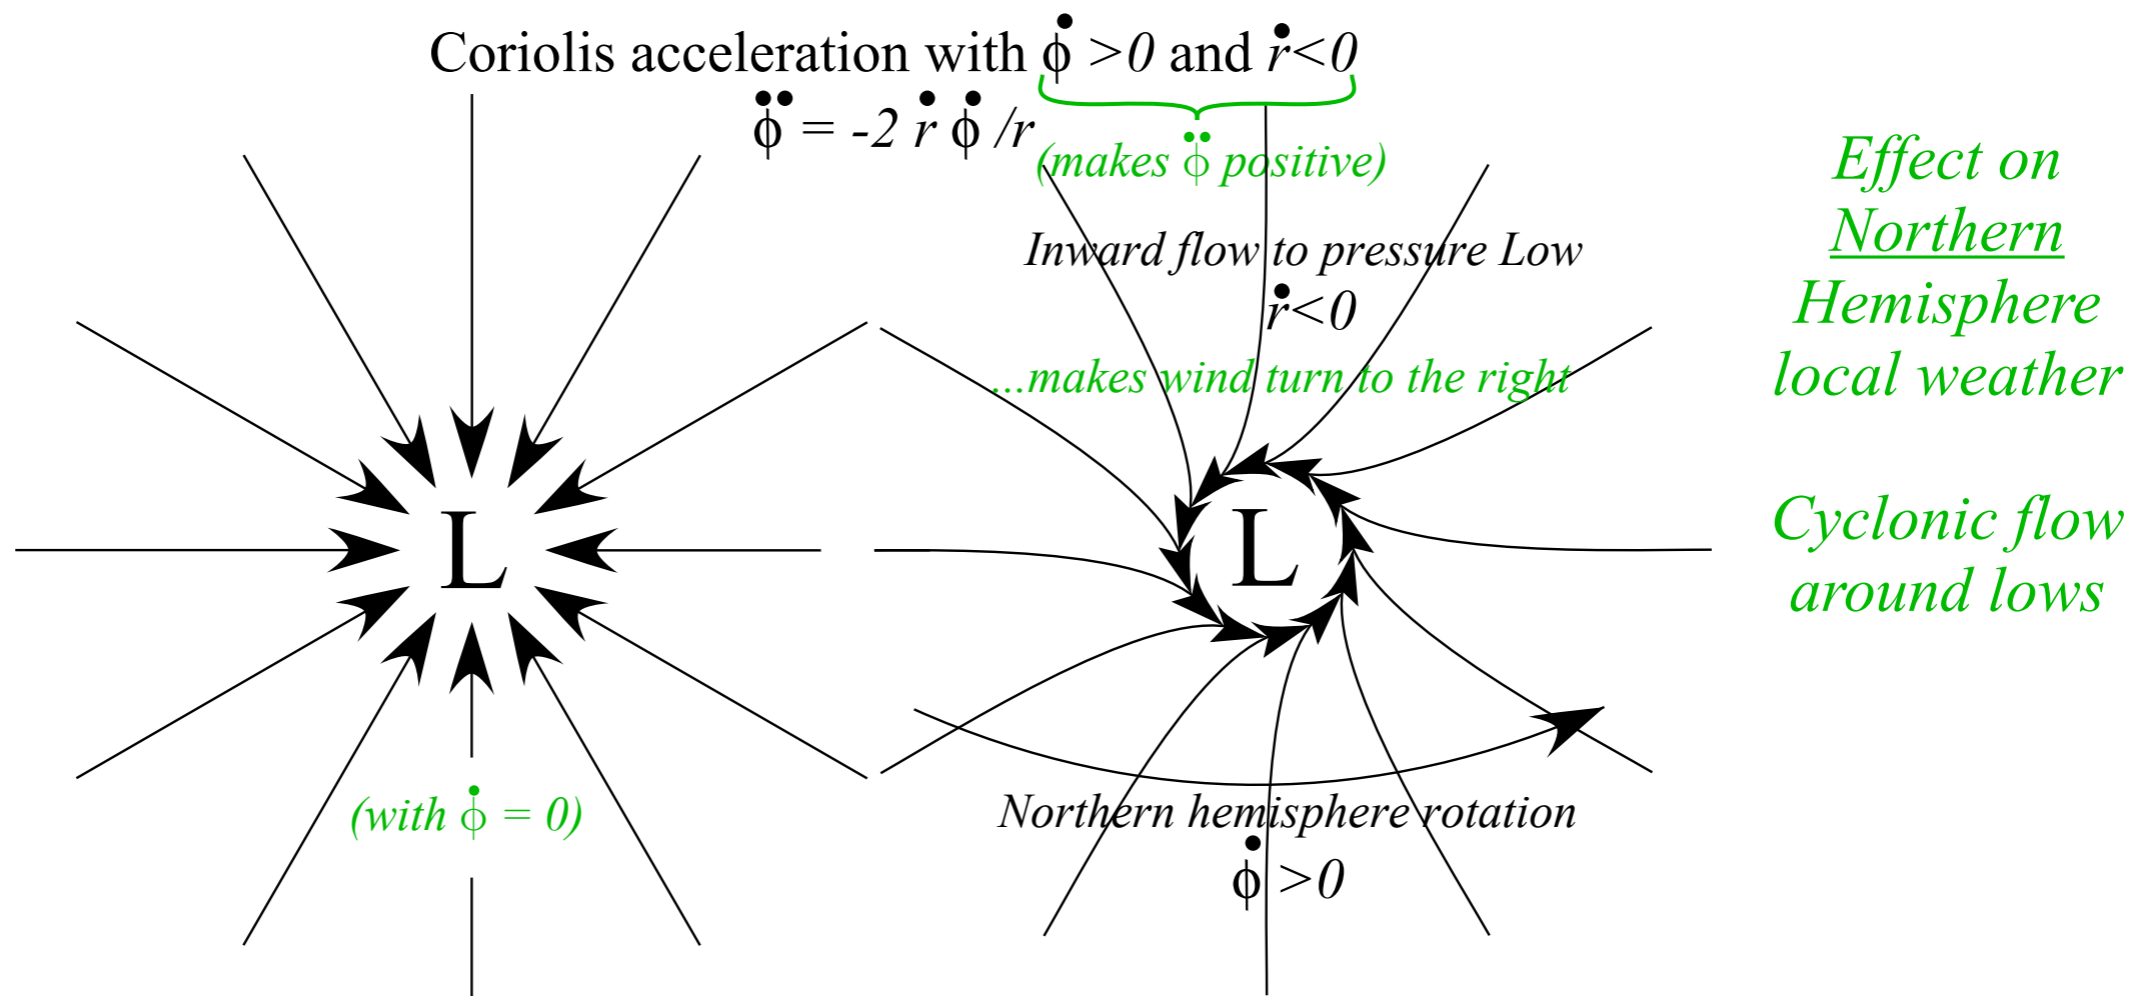 Coriolis acceleration with ϕ̇ >0 and ṙ<0
ϕ̈ = -2 ṙ ϕ̇ /r
(makes ϕ̈ positive)
Inward flow to pressure Low
ṙ<0
...makes wind turn to the right
L
L
(with ϕ̇ = 0)
Northern hemisphere rotation
ϕ̇ >0
Effect on
Northern
Hemisphere
local weather
Cyclonic flow
around lows